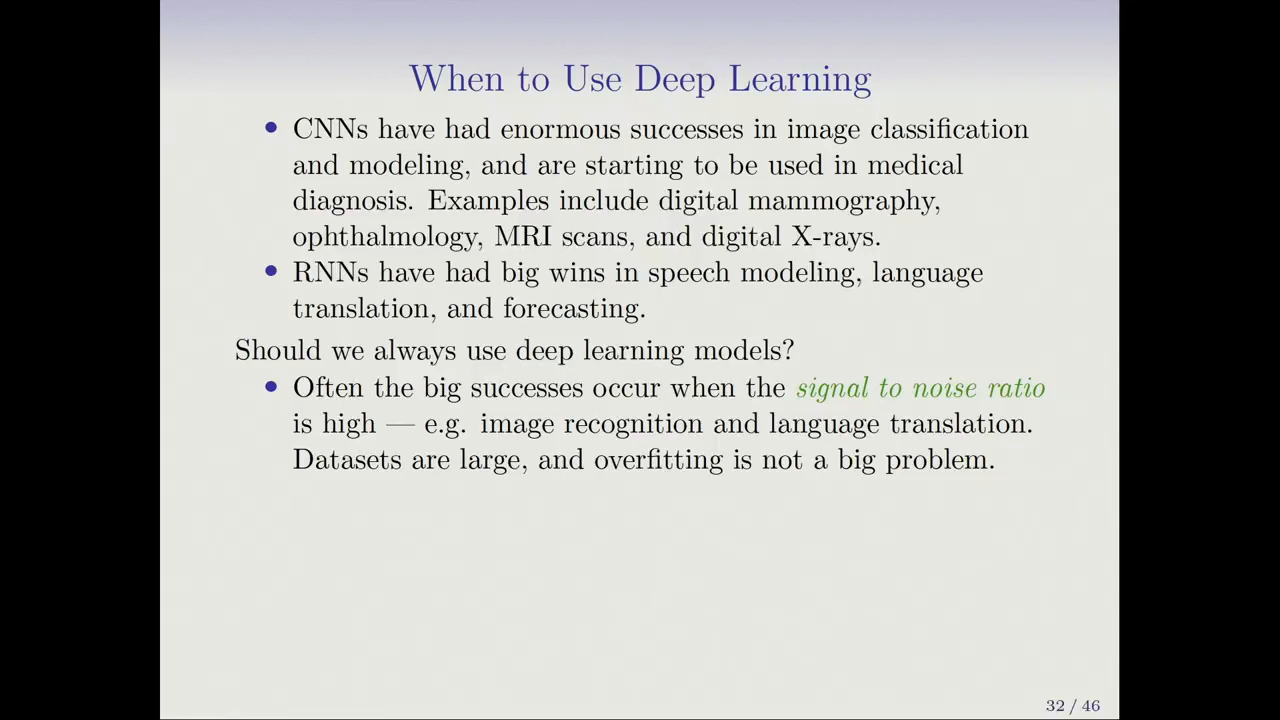 When to Use Deep Learning
• CNNs have had enormous successes in image classification
and modeling, and are starting to be used in medical
diagnosis. Examples include digital mammography,
ophthalmology, MRI scans, and digital X-rays.
• RNNs have had big wins in speech modeling, language
translation, and forecasting.
Should we always use deep learning models?
• Often the big successes occur when the signal to noise ratio
is high — e.g. image recognition and language translation.
Datasets are large, and overfitting is not a big problem.
32 / 46